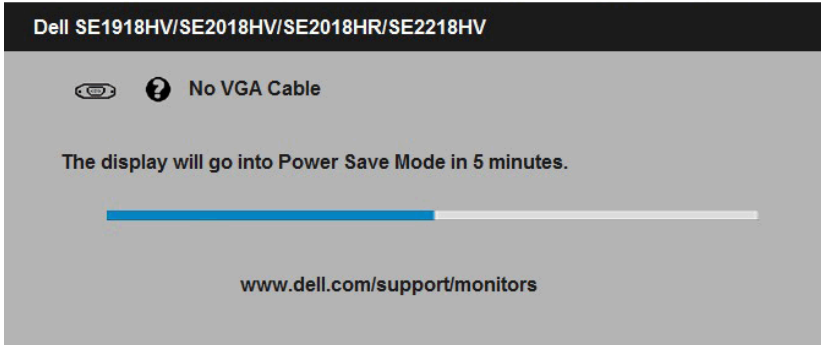 Dell SE1918HV/SE2018HV/SE2018HR/SE2218HV
? No VGA Cable
The display will go into Power Save Mode in 5 minutes.
www.dell.com/support/monitors